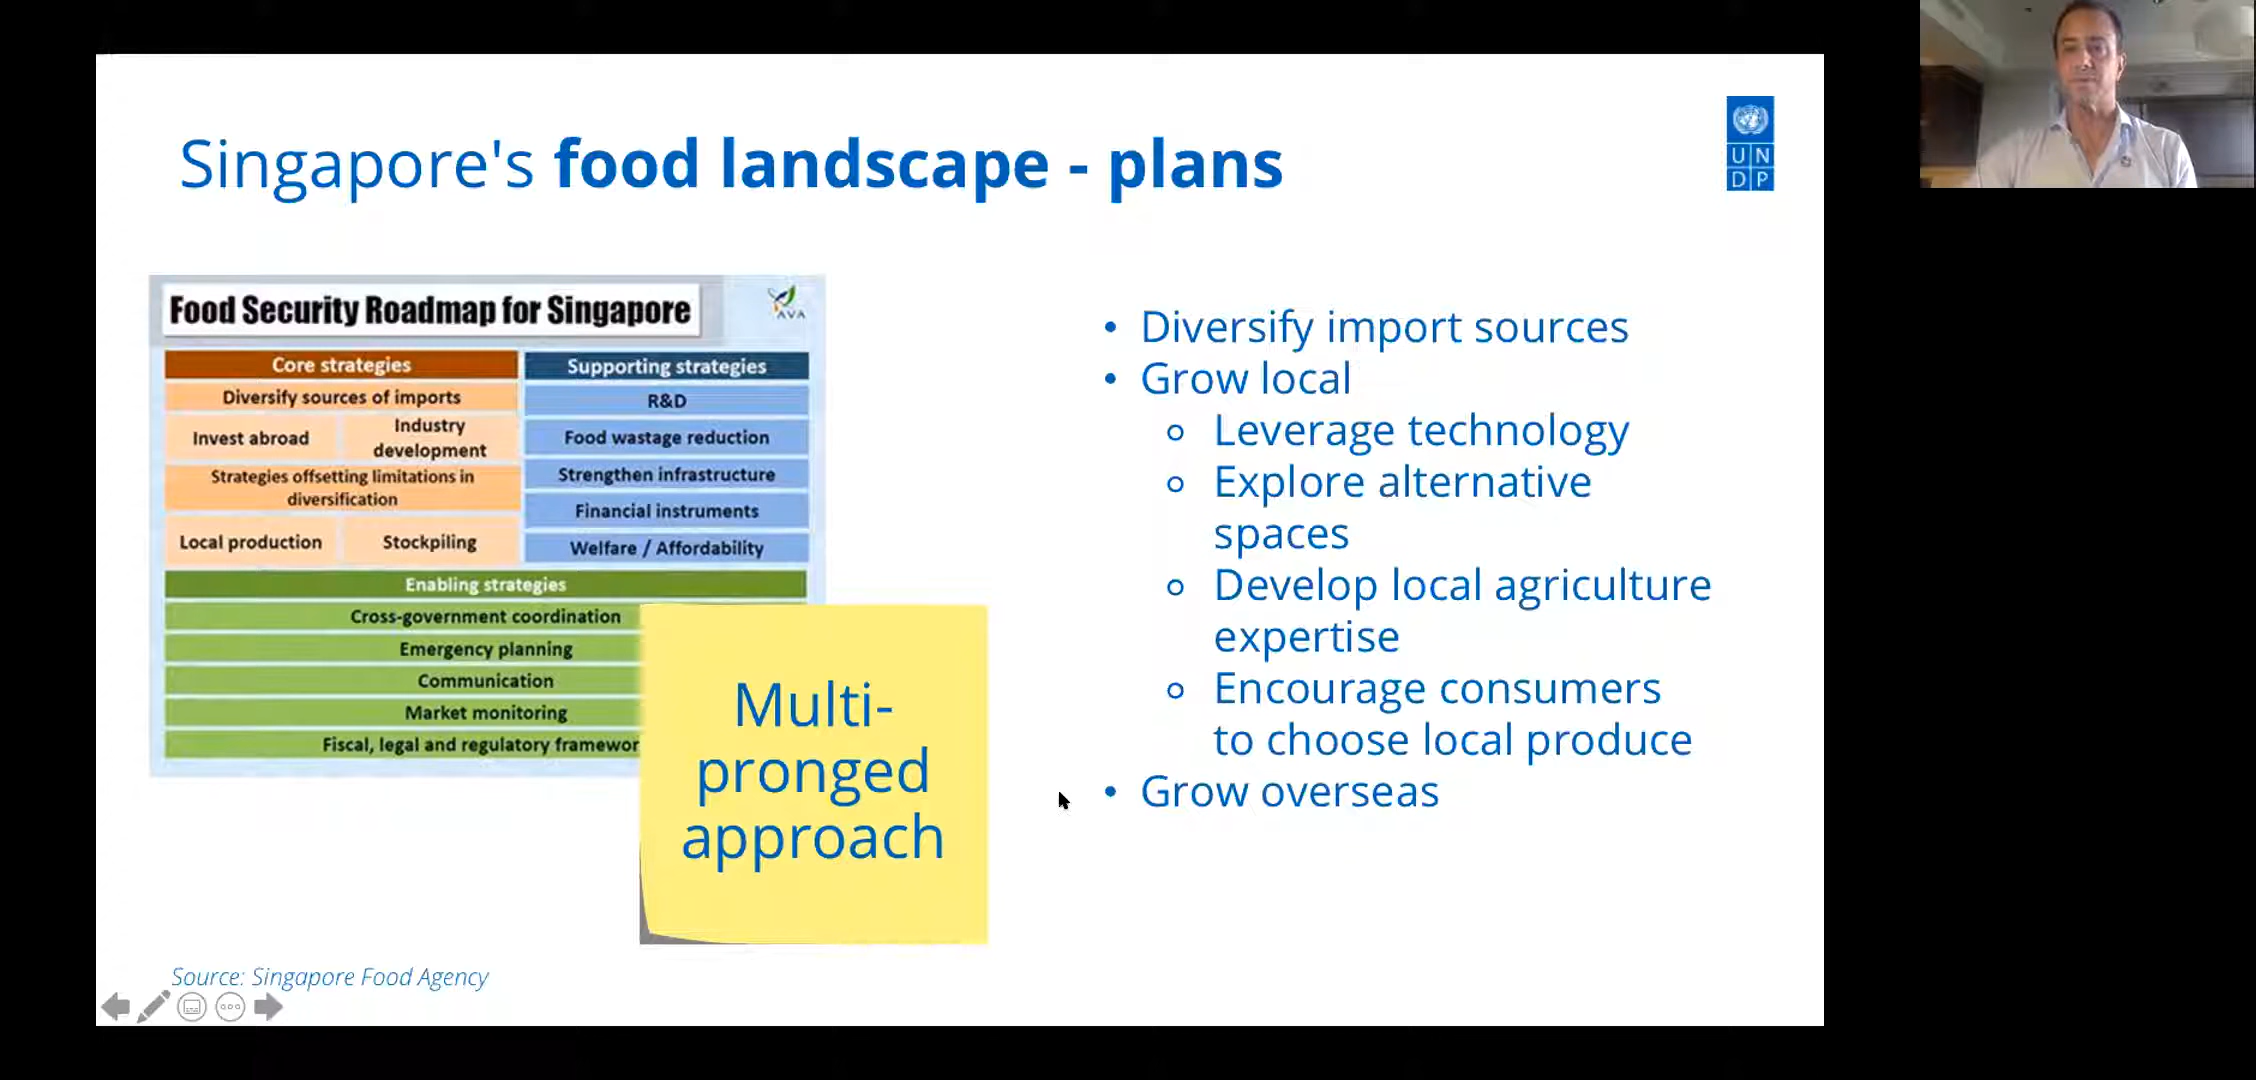 Singapore's food landscape - plans
UN
DP
Food Security Roadmap for Singapore
AVA
Core strategies
Diversify sources of imports
Invest abroad
Industry
development
Strategies offsetting limitations in
diversification
Local production
Stockpiling
Supporting strategies
R&D
Food wastage reduction
Strengthen infrastructure
Financial instruments
Welfare / Affordability
Enabling strategies
Cross-government coordination
Emergency planning
Communication
Market monitoring
Fiscal, legal and regulatory framewor
Multi-
pronged
approach
• Diversify import sources
• Grow local
○ Leverage technology
○ Explore alternative
spaces
○ Develop local agriculture
expertise
○ Encourage consumers
to choose local produce
• Grow overseas
Source: Singapore Food Agency